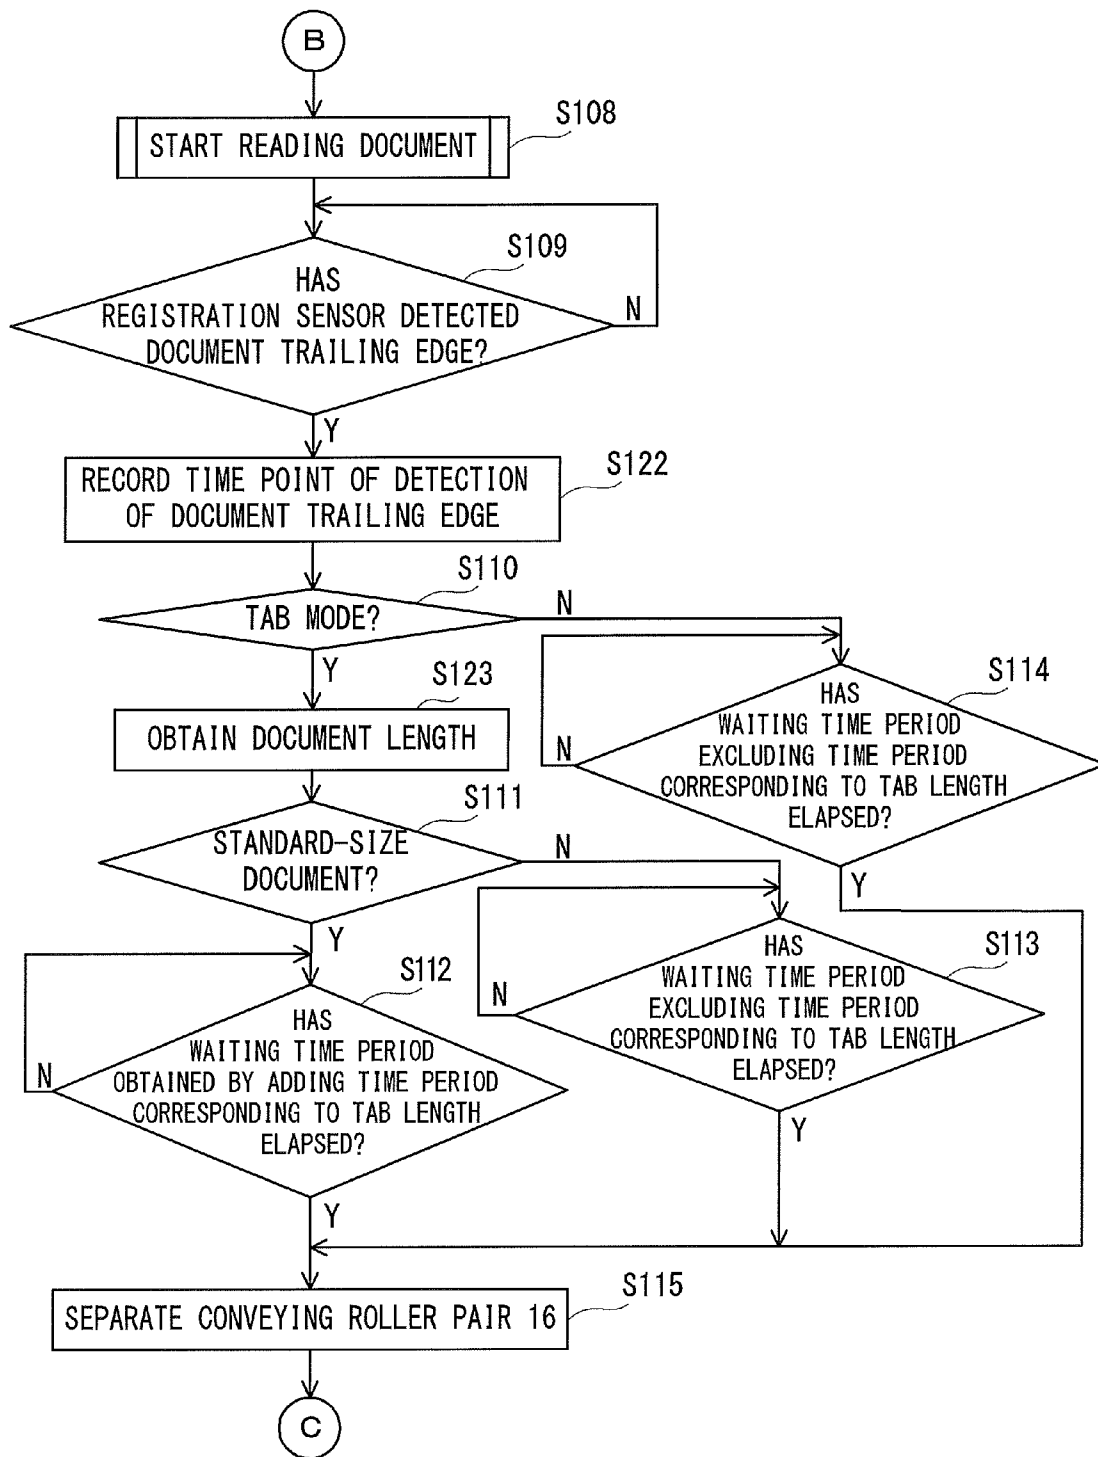 B
S108
START READING DOCUMENT
S109
HAS
REGISTRATION SENSOR DETECTED
DOCUMENT TRAILING EDGE?
N
Y
S122
RECORD TIME POINT OF DETECTION
OF DOCUMENT TRAILING EDGE
S110
TAB MODE?
N
Y
S123
OBTAIN DOCUMENT LENGTH
S114
HAS
WAITING TIME PERIOD
EXCLUDING TIME PERIOD
CORRESPONDING TO TAB LENGTH
ELAPSED?
N
Y
S111
STANDARD-SIZE
DOCUMENT?
N
Y
S113
HAS
WAITING TIME PERIOD
EXCLUDING TIME PERIOD
CORRESPONDING TO TAB LENGTH
ELAPSED?
N
Y
S112
HAS
WAITING TIME PERIOD
OBTAINED BY ADDING TIME PERIOD
CORRESPONDING TO TAB LENGTH
ELAPSED?
N
Y
S115
SEPARATE CONVEYING ROLLER PAIR 16
C